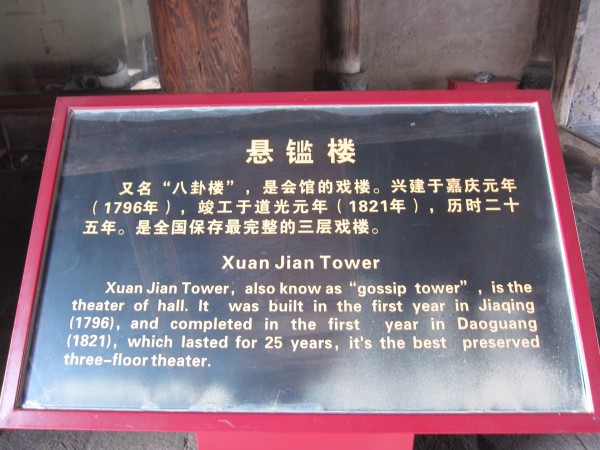 悬鑑楼
又名“八卦楼”，是会馆的戏楼。兴建于嘉庆元年
（1796年），竣工于道光元年（1821年），历时二十
五年。是全国保存最完整的三层戏楼。
Xuan Jian Tower
Xuan Jian Tower, also know as “gossip tower”, is the
theater of hall. It was built in the first year in Jiaqing
(1796), and completed in the first year in Daoguang
(1821), which lasted for 25 years, it's the best preserved
three-floor theater.